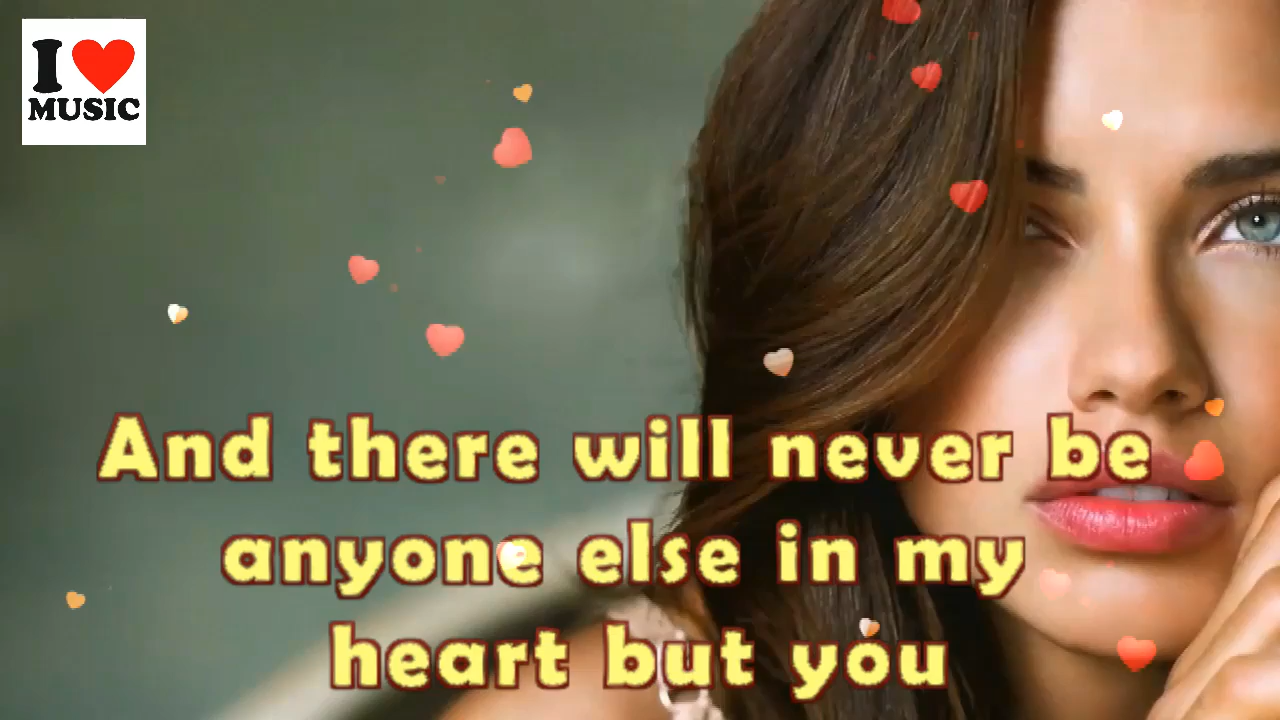 I ❤
MUSIC
And there will never be
anyone else in my
heart but you